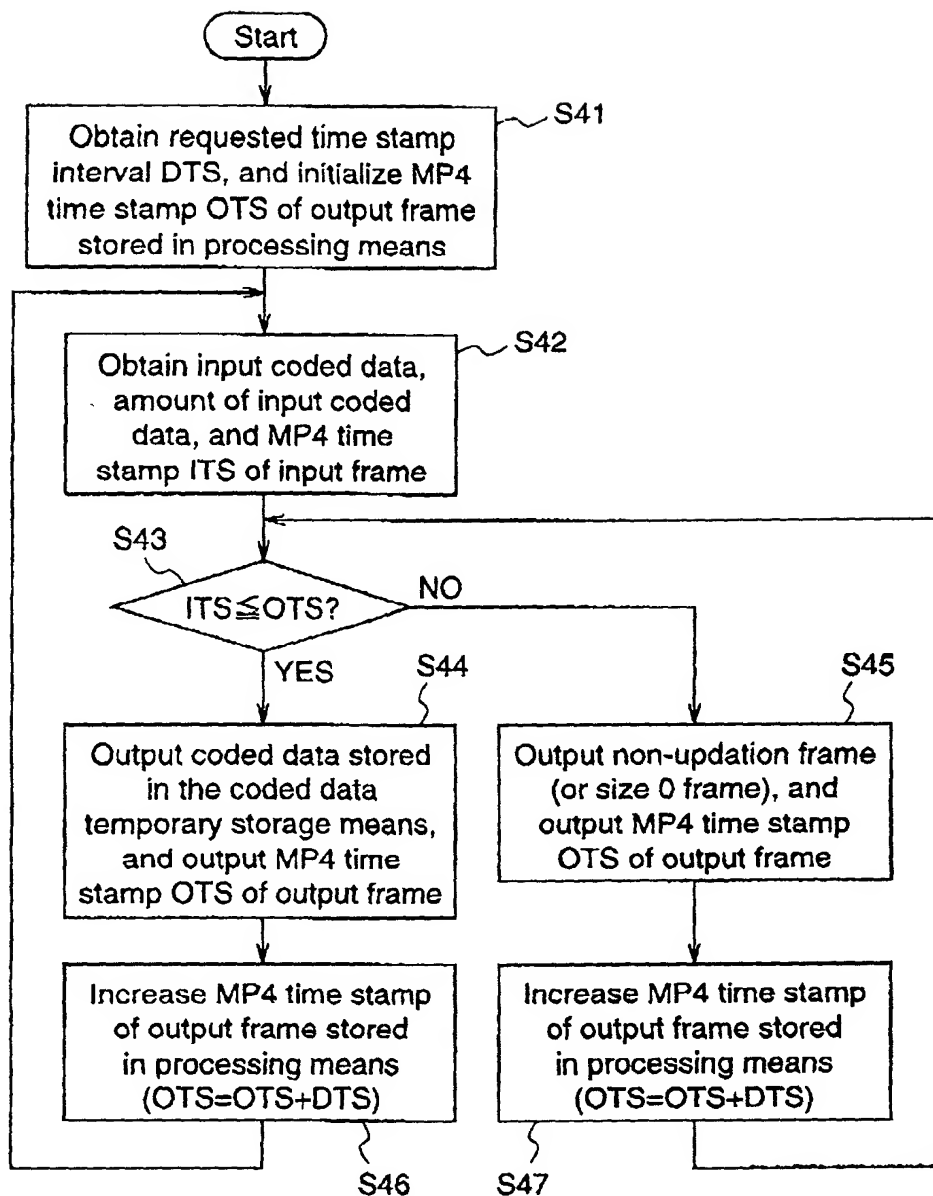 Start
S41
Obtain requested time stamp
interval DTS, and initialize MP4
time stamp OTS of output frame
stored in processing means
S42
Obtain input coded data,
amount of input coded
data, and MP4 time
stamp ITS of input frame
S43
ITS≦OTS?
NO
YES
S44
Output coded data stored
in the coded data
temporary storage means,
and output MP4 time
stamp OTS of output frame
S45
Output non-updation frame
(or size 0 frame), and
output MP4 time stamp
OTS of output frame
Increase MP4 time stamp
of output frame stored
in processing means
(OTS=OTS+DTS)
S46
Increase MP4 time stamp
of output frame stored
in processing means
(OTS=OTS+DTS)
S47